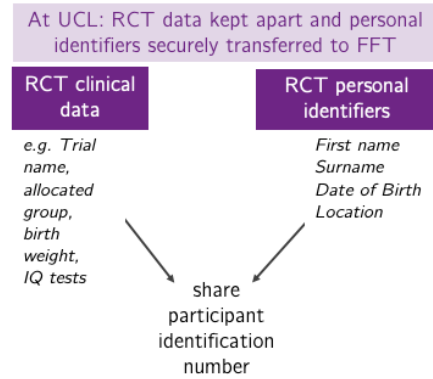 At UCL: RCT data kept apart and personal
identifiers securely transferred to FFT
RCT clinical
data
e.g. Trial
name,
allocated
group,
birth
weight,
IQ tests
RCT personal
identifiers
First name
Surname
Date of Birth
Location
share
participant
identification
number